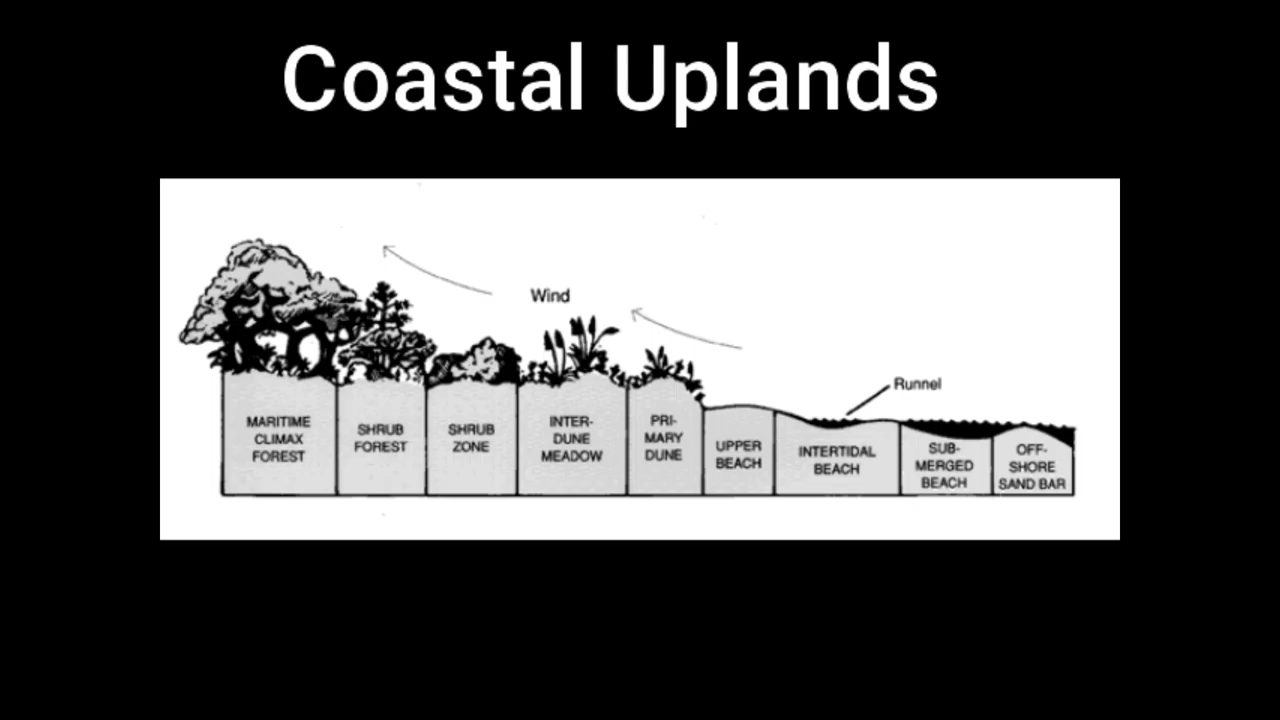 Coastal Uplands
Wind
Runnel
MARITIME
CLIMAX
FOREST
SHRUB
FOREST
SHRUB
ZONE
INTER-
DUNE
MEADOW
PRI-
MARY
DUNE
UPPER
BEACH
INTERTIDAL
BEACH
SUB-
MERGED
BEACH
OFF-
SHORE
SAND BAR